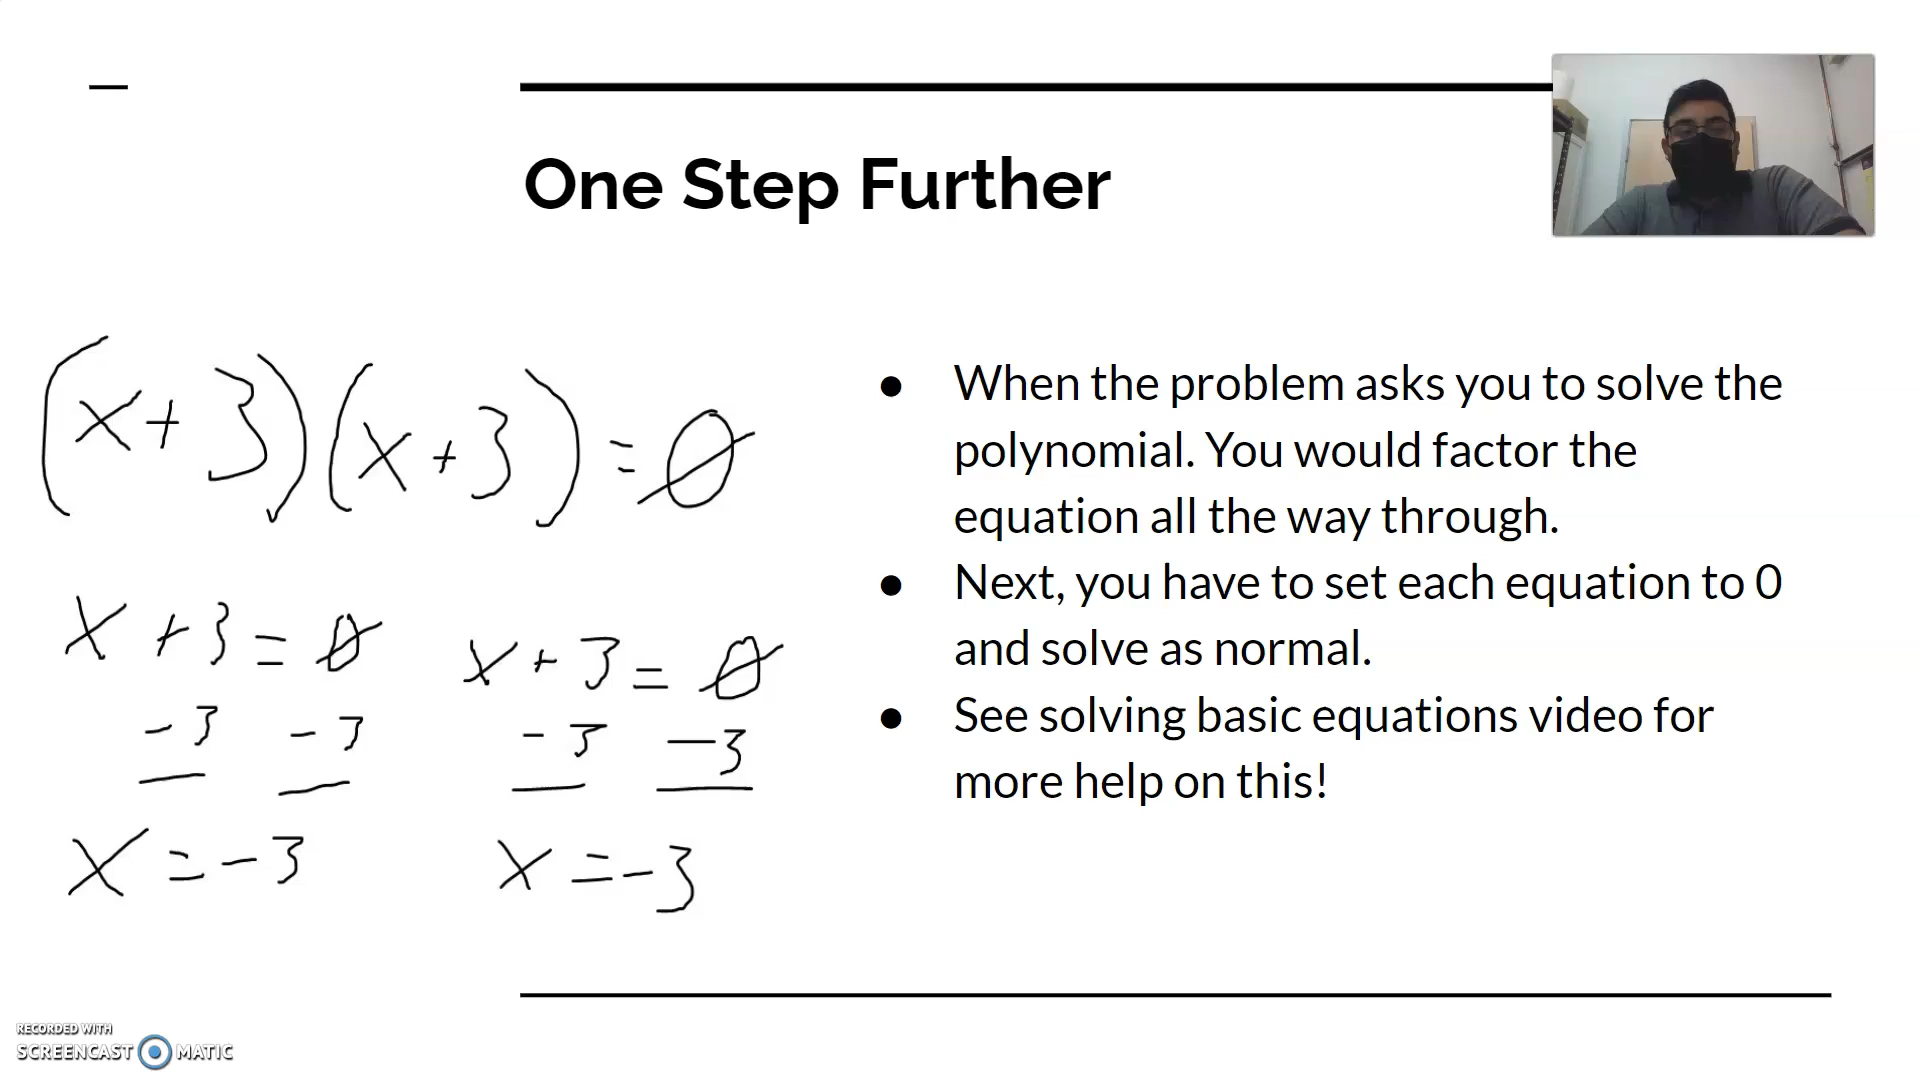 One Step Further
(x+3)(x+3)=0
x+3=0 x+3=0
-3 -3 -3 -3
x=-3 x=-3
● When the problem asks you to solve the
polynomial. You would factor the
equation all the way through.
● Next, you have to set each equation to 0
and solve as normal.
● See solving basic equations video for
more help on this!
RECORDED WITH
SCREENCAST MATIC